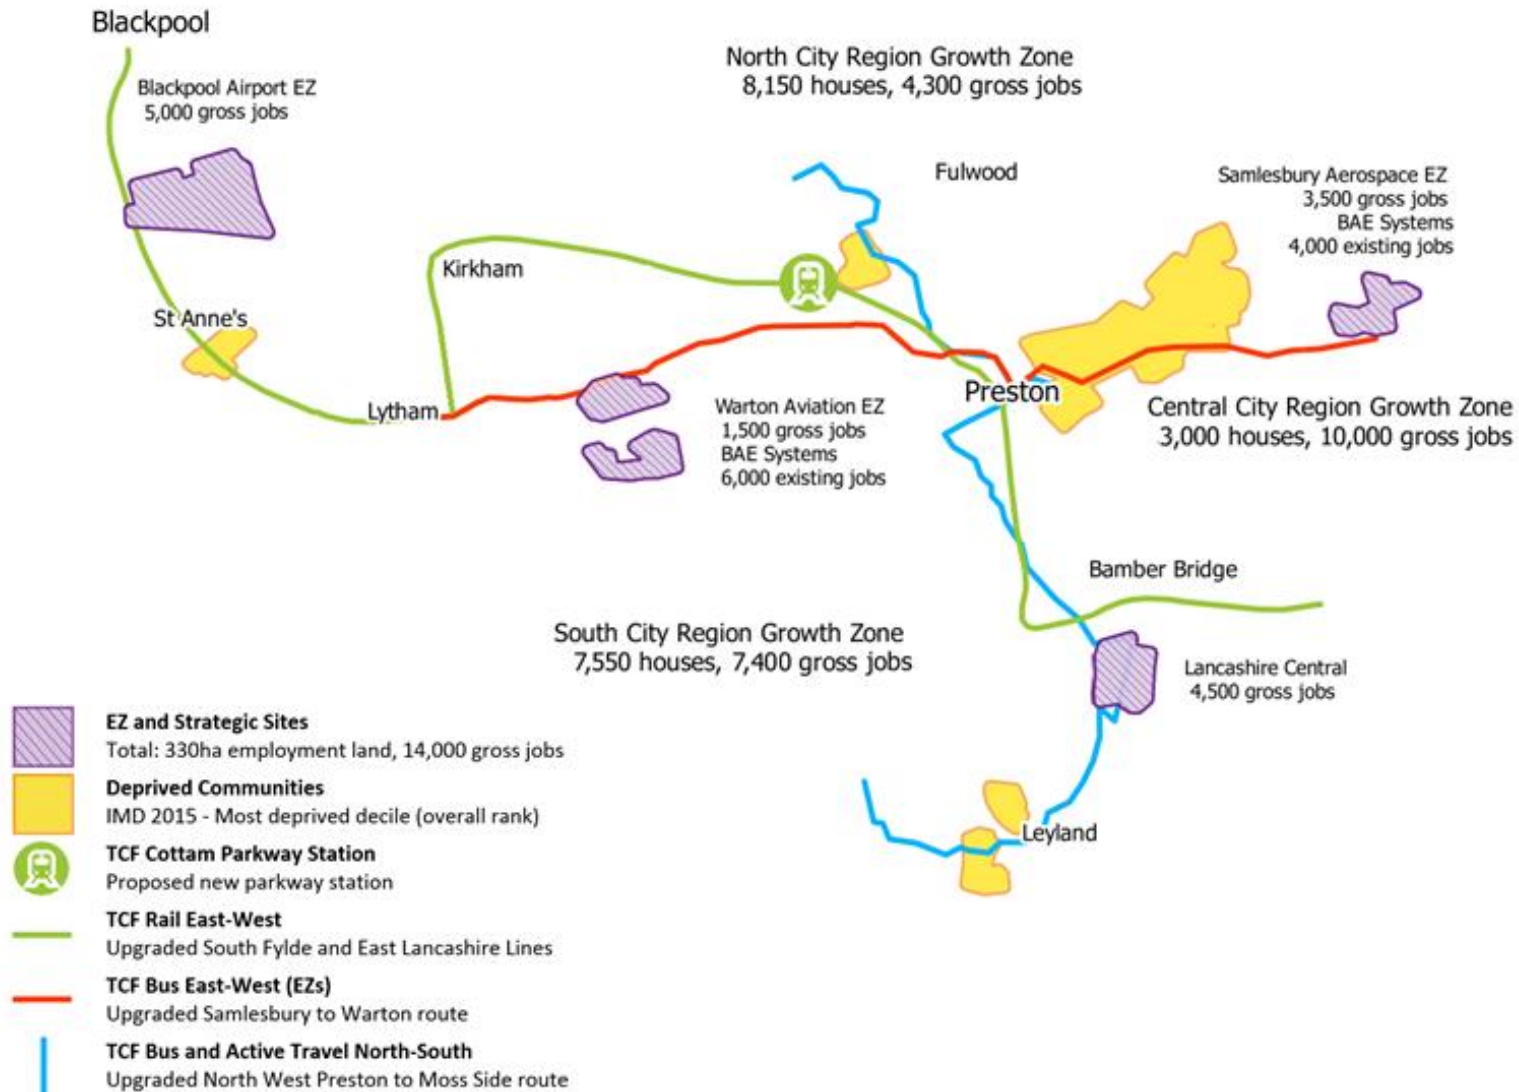 Blackpool
Blackpool Airport EZ
5,000 gross jobs
North City Region Growth Zone
8,150 houses, 4,300 gross jobs
Fulwood
Samlesbury Aerospace EZ
3,500 gross jobs
BAE Systems
4,000 existing jobs
Kirkham
St Anne's
Lytham
Warton Aviation EZ
1,500 gross jobs
BAE Systems
6,000 existing jobs
Preston
Central City Region Growth Zone
3,000 houses, 10,000 gross jobs
Bamber Bridge
South City Region Growth Zone
7,550 houses, 7,400 gross jobs
Lancashire Central
4,500 gross jobs
Leyland
EZ and Strategic Sites
Total: 330ha employment land, 14,000 gross jobs
Deprived Communities
IMD 2015 - Most deprived decile (overall rank)
TCF Cottam Parkway Station
Proposed new parkway station
TCF Rail East-West
Upgraded South Fylde and East Lancashire Lines
TCF Bus East-West (EZs)
Upgraded Samlesbury to Warton route
TCF Bus and Active Travel North-South
Upgraded North West Preston to Moss Side route